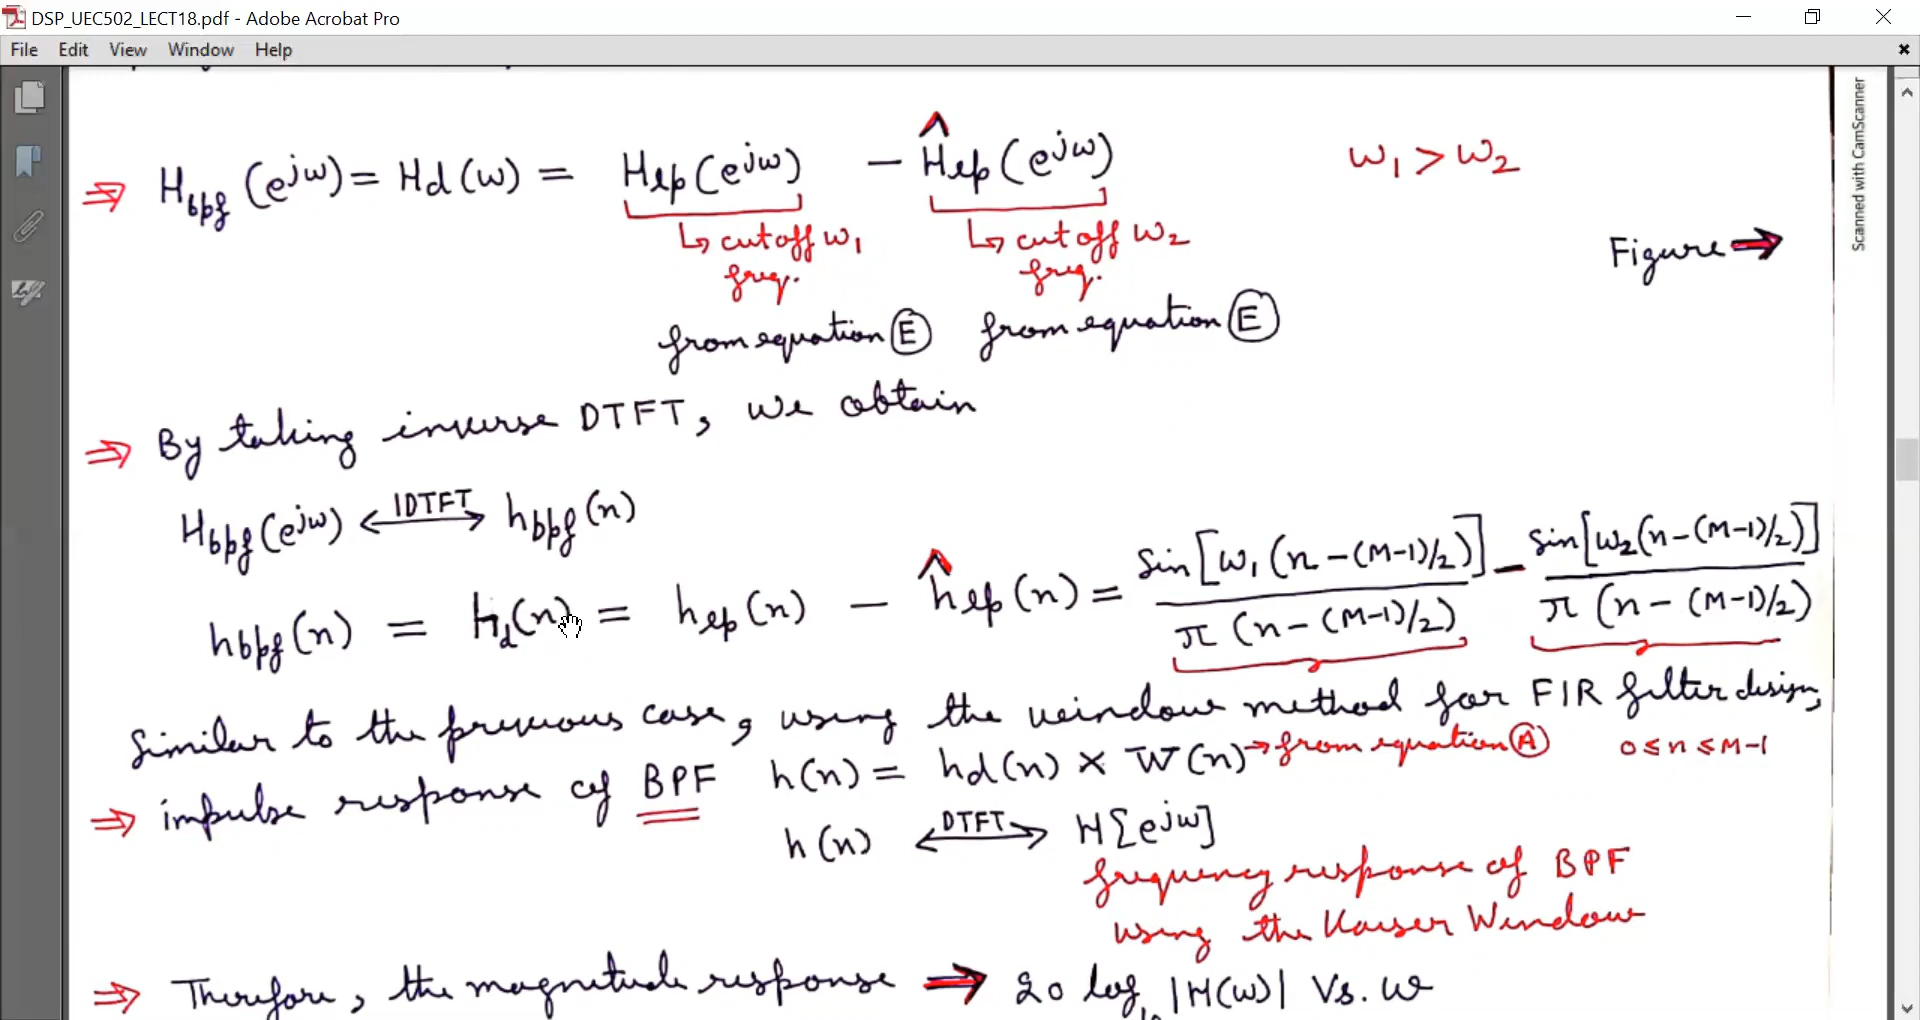 DSP_UEC502_LECT18.pdf - Adobe Acrobat Pro
File Edit View Window Help
⇒ H_bpf (e^jω) = Hd (ω) = Hlp (e^jω) - Ĥlp (e^jω) ω1 > ω2
↳ cutoff ω1 ↳ cutoff ω2
freq. freq.
Figure ⇒
from equation Ⓔ from equation Ⓔ
⇒ By taking inverse DTFT, we obtain
Hbpf (e^jω) <-IDTFT-> hbpf (n)
hbpf (n) = hd (n) = hlp (n) - ĥlp (n) = sin[ω1 (n-(M-1)/2)] / π (n-(M-1)/2) - sin[ω2(n-(M-1)/2)] / π (n-(M-1)/2)
Similar to the previous case, using the window method for FIR filter design,
⇒ impulse response of BPF h(n) = hd(n) × W(n) → from equation Ⓐ 0 ≤ n ≤ M-1
h (n) <-DTFT-> H[e^jω]
frequency response of BPF
using the Kaiser Window
⇒ Therefore, the magnitude response ⇒ 20 log10 |H(ω)| Vs. ω
Scanned with CamScanner